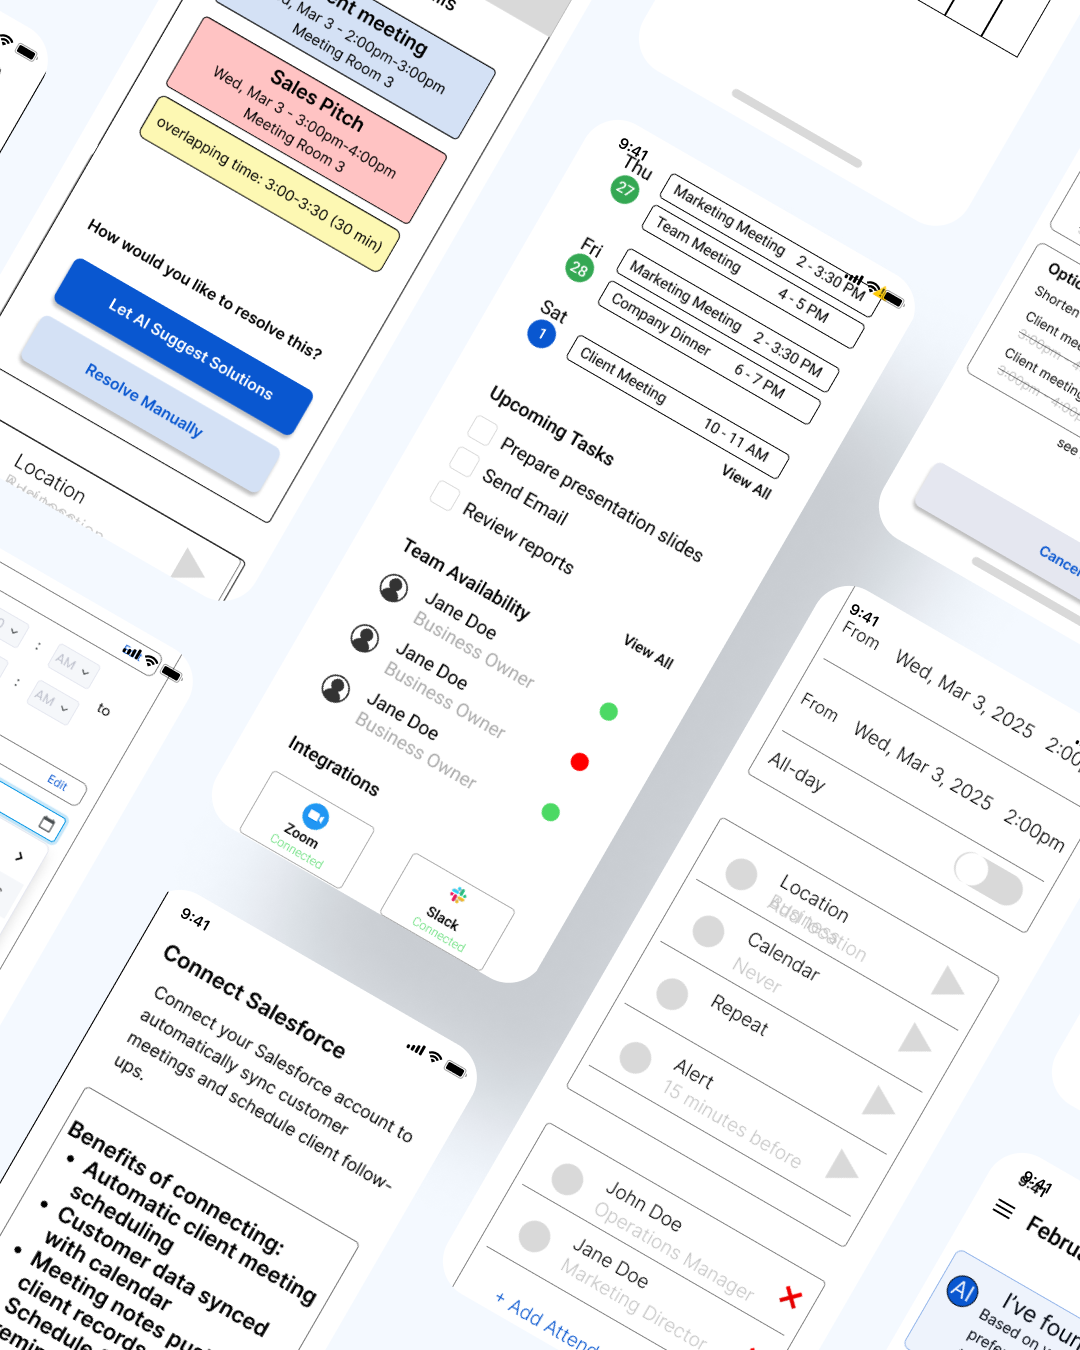 ent meeting
Wed, Mar 3 - 2:00pm-3:00pm
Meeting Room 3
Sales Pitch
Wed, Mar 3 - 3:00pm-4:00pm
Meeting Room 3
overlapping time: 3:00-3:30 (30 min)
How would you like to resolve this?
Let AI Suggest Solutions
Resolve Manually
Location
9:41
Thu
27
Marketing Meeting 2 - 3:30 PM
Team Meeting 4 - 5 PM
Fri
28
Marketing Meeting 2 - 3:30 PM
Company Dinner 6 - 7 PM
Sat
1
Client Meeting 10 - 11 AM
Upcoming Tasks
View All
Prepare presentation slides
Send Email
Review reports
Team Availability
View All
Jane Doe
Business Owner
Jane Doe
Business Owner
Jane Doe
Business Owner
Integrations
Zoom
Connected
Slack
Connected
Shorten
Client mee
3:00pm - 4
Client meeting
3:00pm - 4:00p
see
Cancel
: AM
to
: AM
Edit
9:41
Connect Salesforce
Connect your Salesforce account to
automatically sync customer
meetings and schedule client follow-
ups.
Benefits of connecting:
• Automatic client meeting
scheduling
• Customer data synced
with calendar
• Meeting notes pus
client records
Schedule
9:41
From Wed, Mar 3, 2025 2:00p
From Wed, Mar 3, 2025 2:00pm
All-day
Location
Add location
Business
Calendar
Never
Repeat
Alert
15 minutes before
John Doe
Operations Manager
Jane Doe
Marketing Director
+ Add Attend
9:41
Februa
AI
I've foun
Based on y
prefe